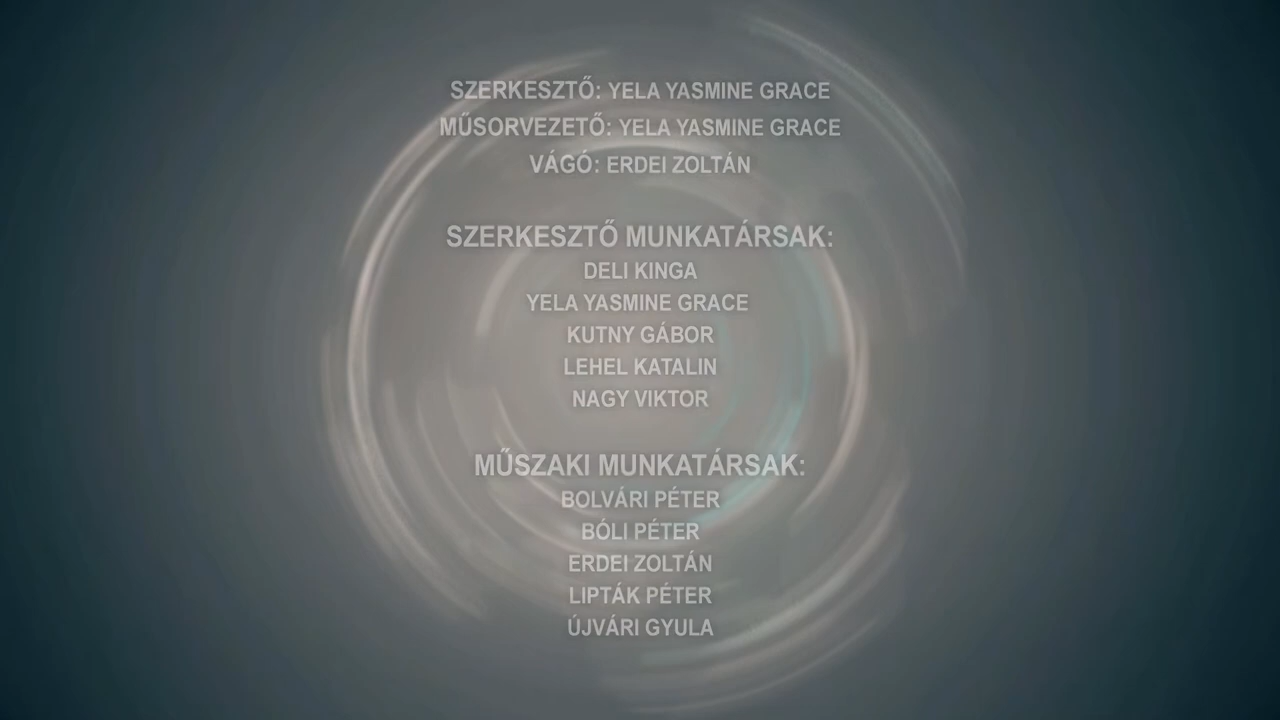 SZERKESZTŐ: YELA YASMINE GRACE
MŰSORVEZETŐ: YELA YASMINE GRACE
VÁGÓ: ERDEI ZOLTÁN
SZERKESZTŐ MUNKATÁRSAK:
DELI KINGA
YELA YASMINE GRACE
KUTNY GÁBOR
LEHEL KATALIN
NAGY VIKTOR
MŰSZAKI MUNKATÁRSAK:
BOLVÁRI PÉTER
BÓLI PÉTER
ERDEI ZOLTÁN
LIPTÁK PÉTER
ÚJVÁRI GYULA